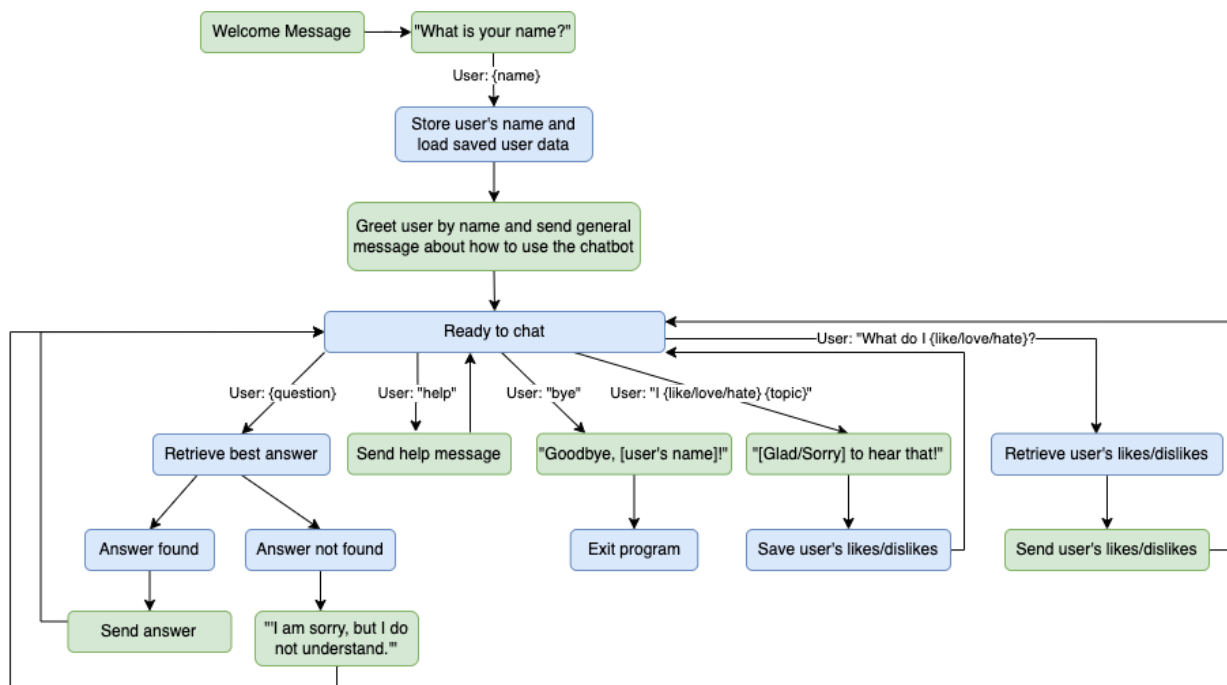 Welcome Message
"What is your name?"
User: {name}
Store user's name and
load saved user data
Greet user by name and send general
message about how to use the chatbot
Ready to chat
User: "What do I {like/love/hate}?
User: {question}
User: "help"
User: "bye"
User: "I {like/love/hate} {topic}"
Retrieve best answer
Send help message
"Goodbye, [user's name]!"
"[Glad/Sorry] to hear that!"
Retrieve user's likes/dislikes
Answer found
Answer not found
Exit program
Save user's likes/dislikes
Send user's likes/dislikes
Send answer
"'I am sorry, but I do
not understand.'"